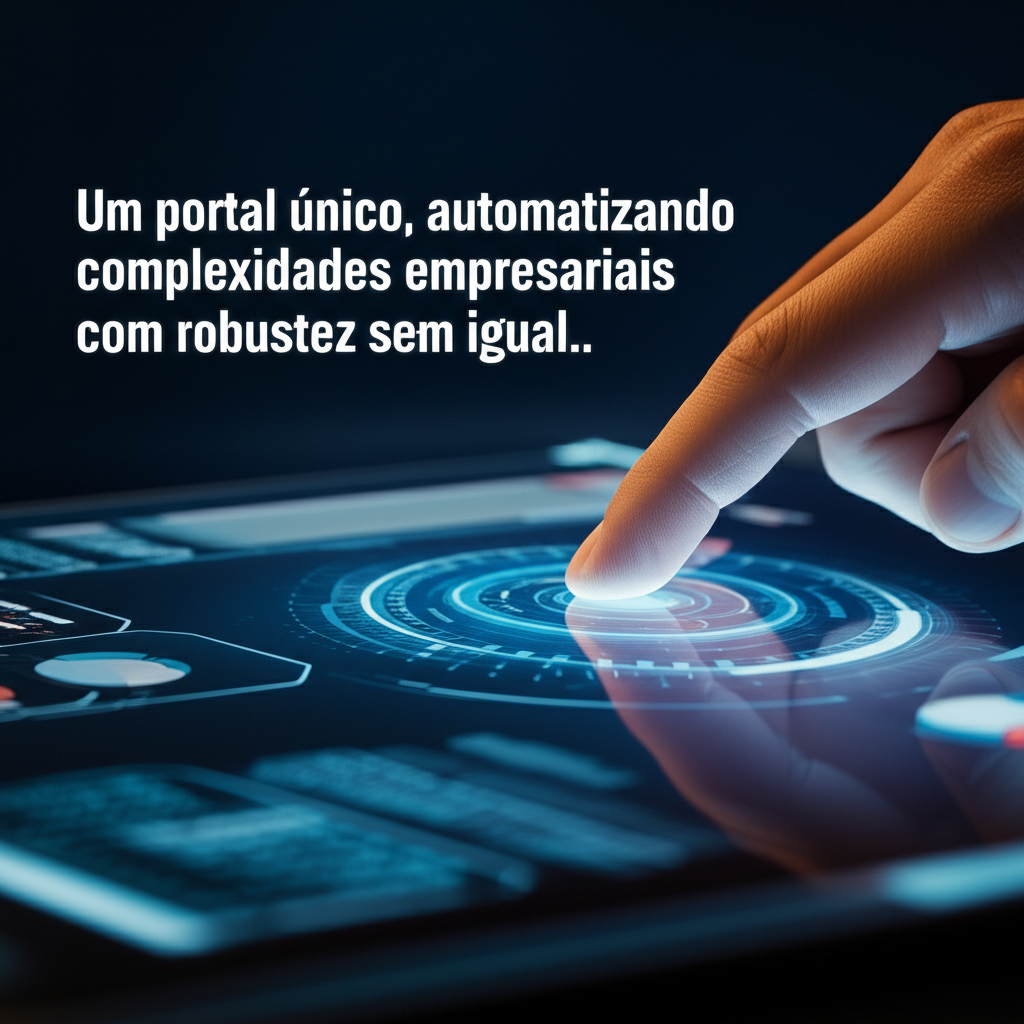 Um portal único, automatizando
complexidades empresariais
com robustez sem igual..